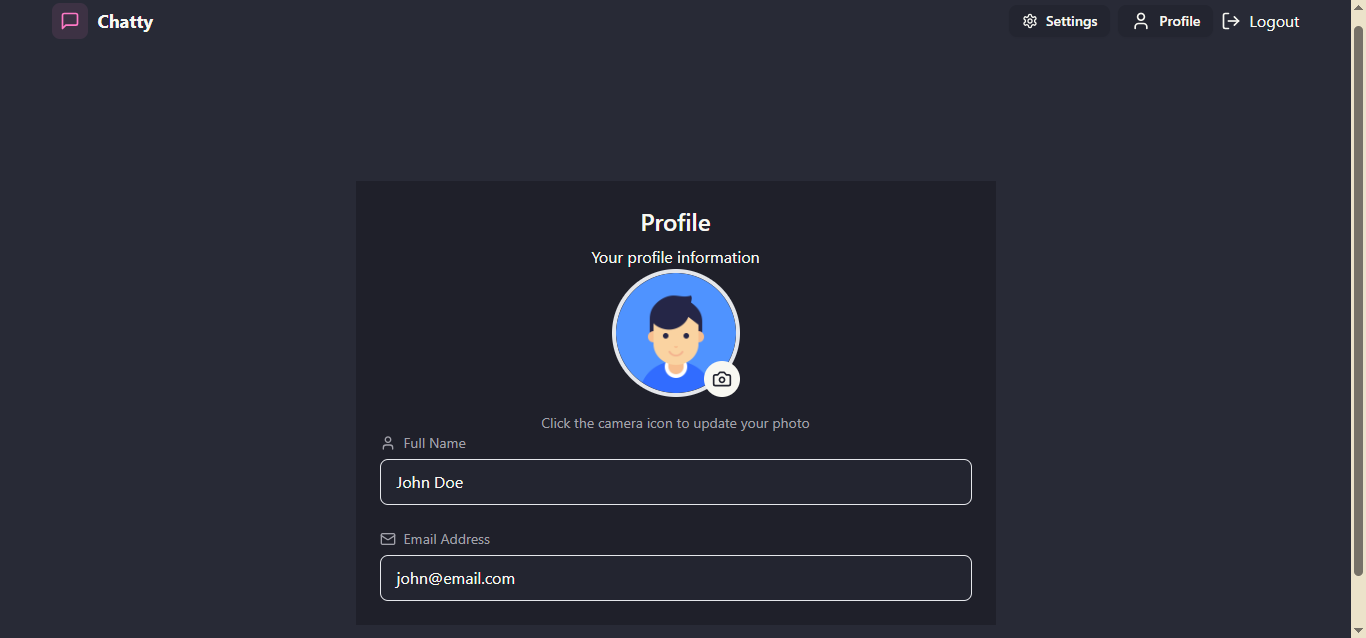 Chatty
Settings Profile Logout
Profile
Your profile information
Click the camera icon to update your photo
Full Name
John Doe
Email Address
john@email.com